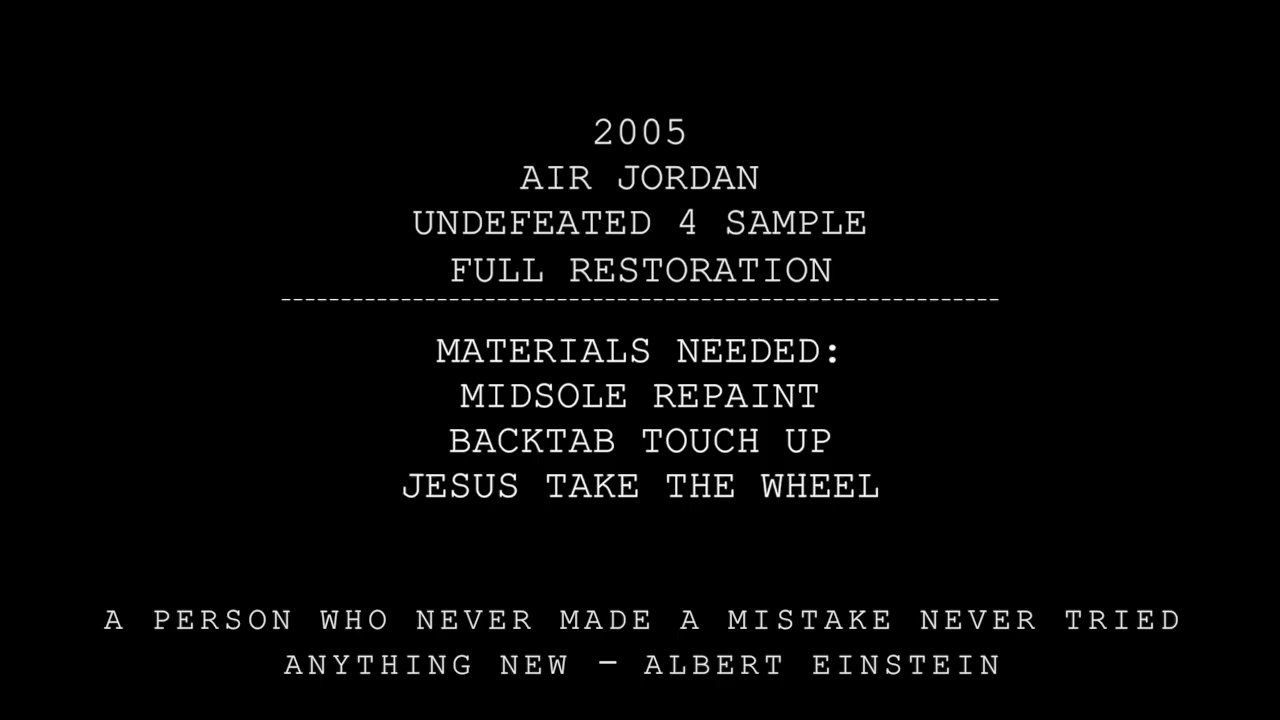 2005
AIR JORDAN
UNDEFEATED 4 SAMPLE
FULL RESTORATION
------------------------------------------------------------
MATERIALS NEEDED:
MIDSOLE REPAINT
BACKTAB TOUCH UP
JESUS TAKE THE WHEEL
A PERSON WHO NEVER MADE A MISTAKE NEVER TRIED
ANYTHING NEW – ALBERT EINSTEIN